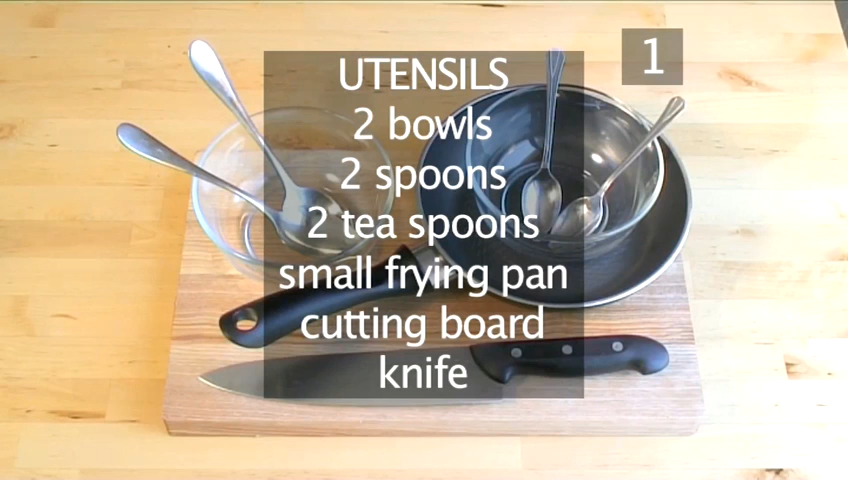 1
UTENSILS
2 bowls
2 spoons
2 tea spoons
small frying pan
cutting board
knife